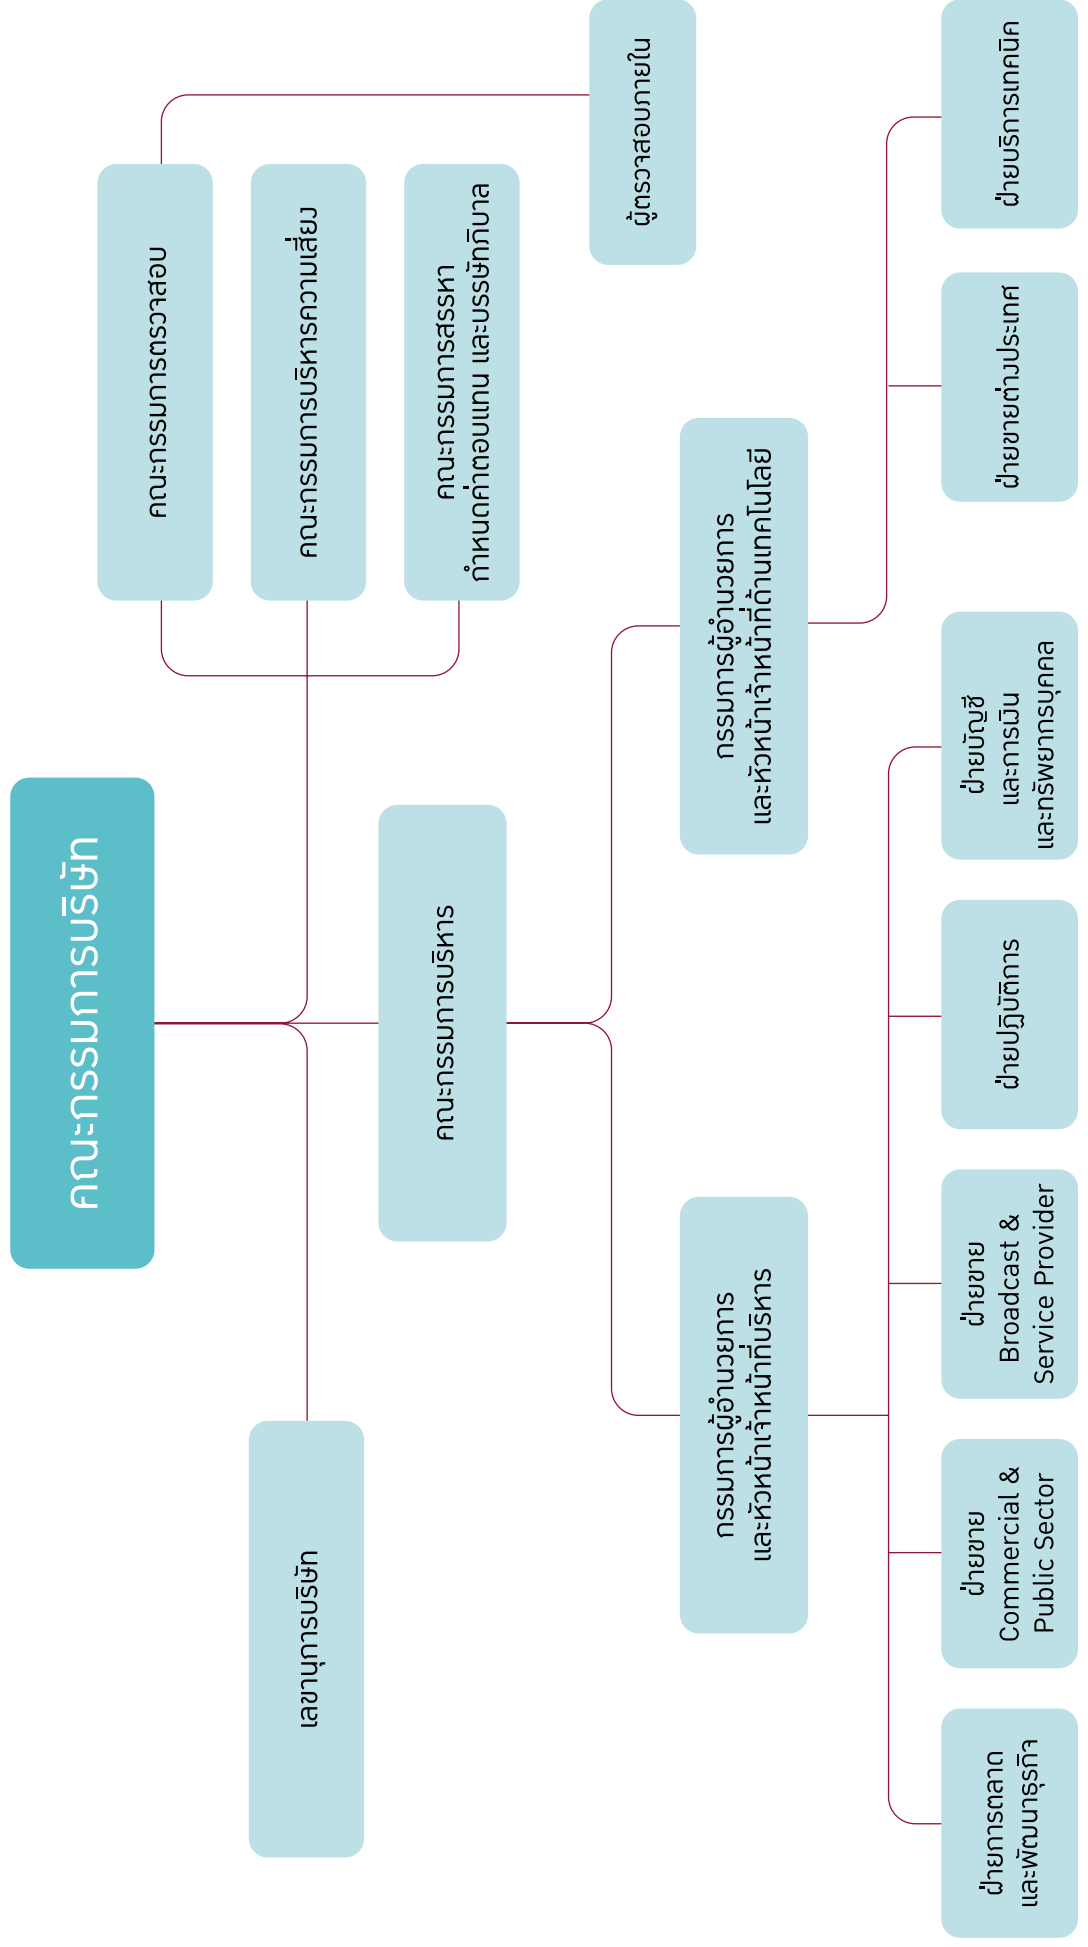 คณะกรรมการบริษัท
คณะกรรมการตรวจสอบ
เลขานุการบริษัท
คณะกรรมการบริหารความเสี่ยง
คณะกรรมการสรรหา
กำหนดค่าตอบแทน และบรรษัทภิบาล
คณะกรรมการบริหาร
ผู้ตรวจสอบภายใน
กรรมการผู้อำนวยการ
และหัวหน้าเจ้าหน้าที่บริหาร
กรรมการผู้อำนวยการ
และหัวหน้าเจ้าหน้าที่ด้านเทคโนโลยี
ฝ่ายการตลาด
และพัฒนาธุรกิจ
ฝ่ายขาย
Commercial &
Public Sector
ฝ่ายขาย
Broadcast &
Service Provider
ฝ่ายปฏิบัติการ
ฝ่ายบัญชี
และการเงิน
และทรัพยากรบุคคล
ฝ่ายขายต่างประเทศ
ฝ่ายบริการเทคนิค